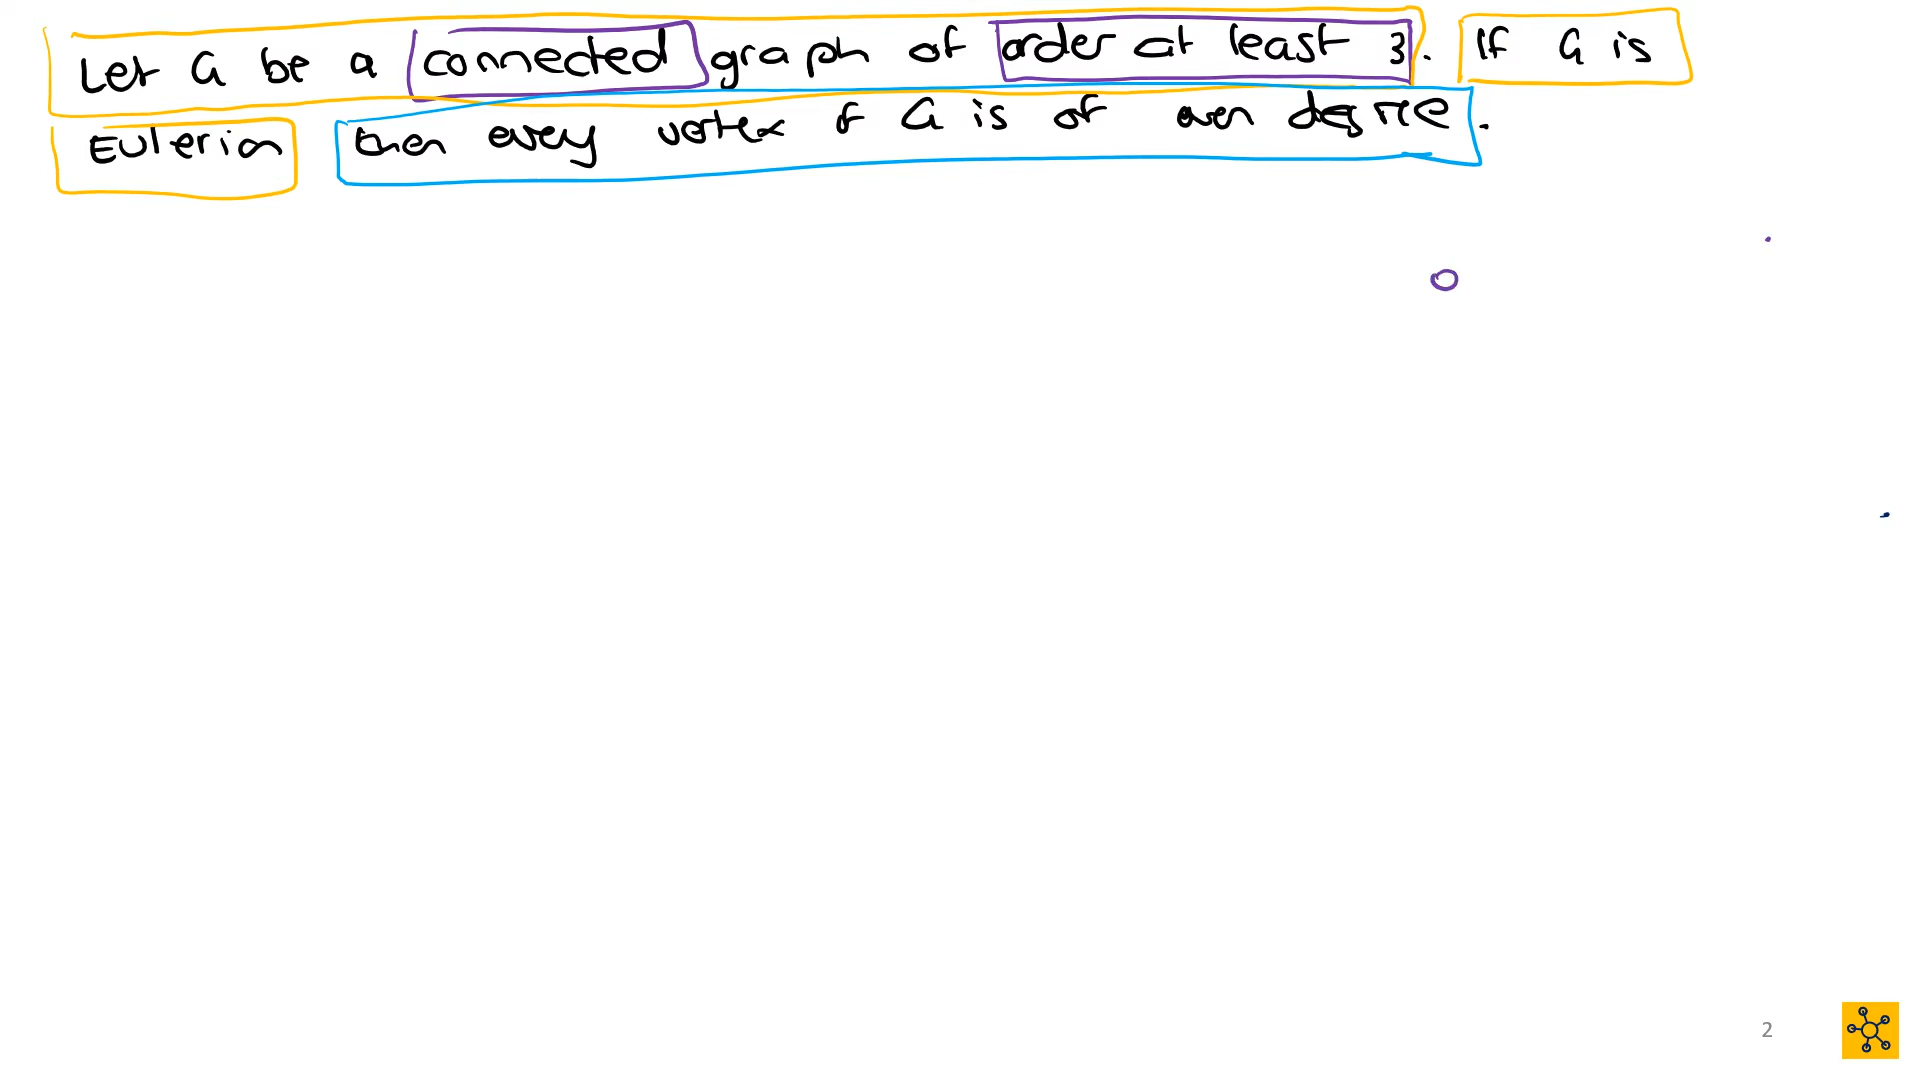 Let G be a connected graph of order at least 3. If G is
Eulerian then every vertex of G is of even degree.
2